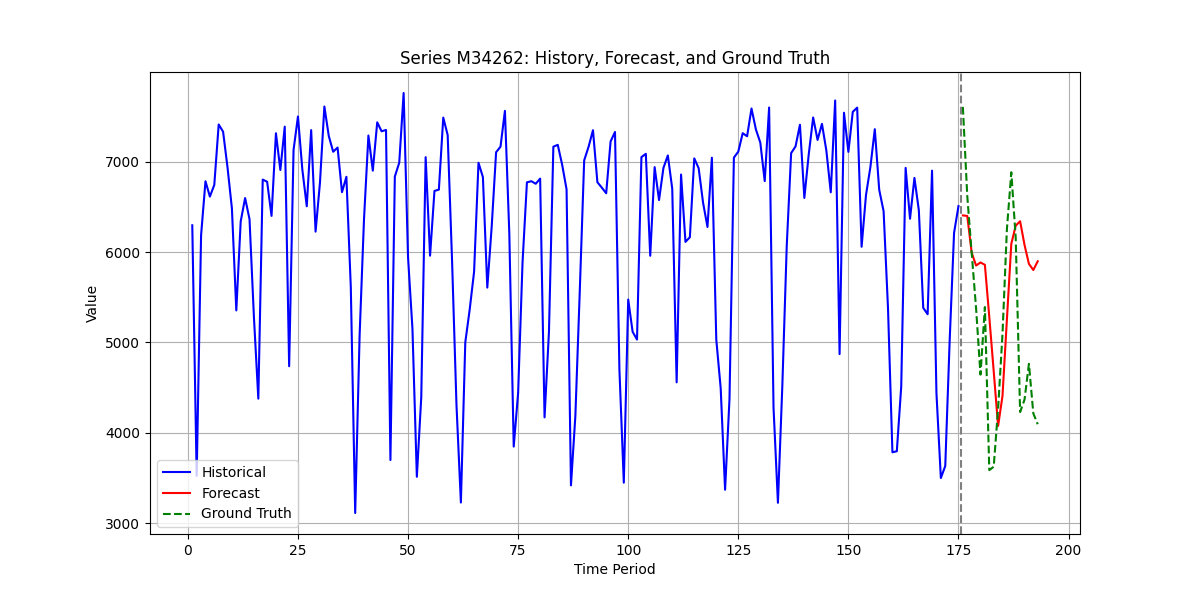 Series M34262: History, Forecast, and Ground Truth
Value
7000
6000
5000
4000
3000
Historical
Forecast
Ground Truth
0 25 50 75 100 125 150 175 200
Time Period